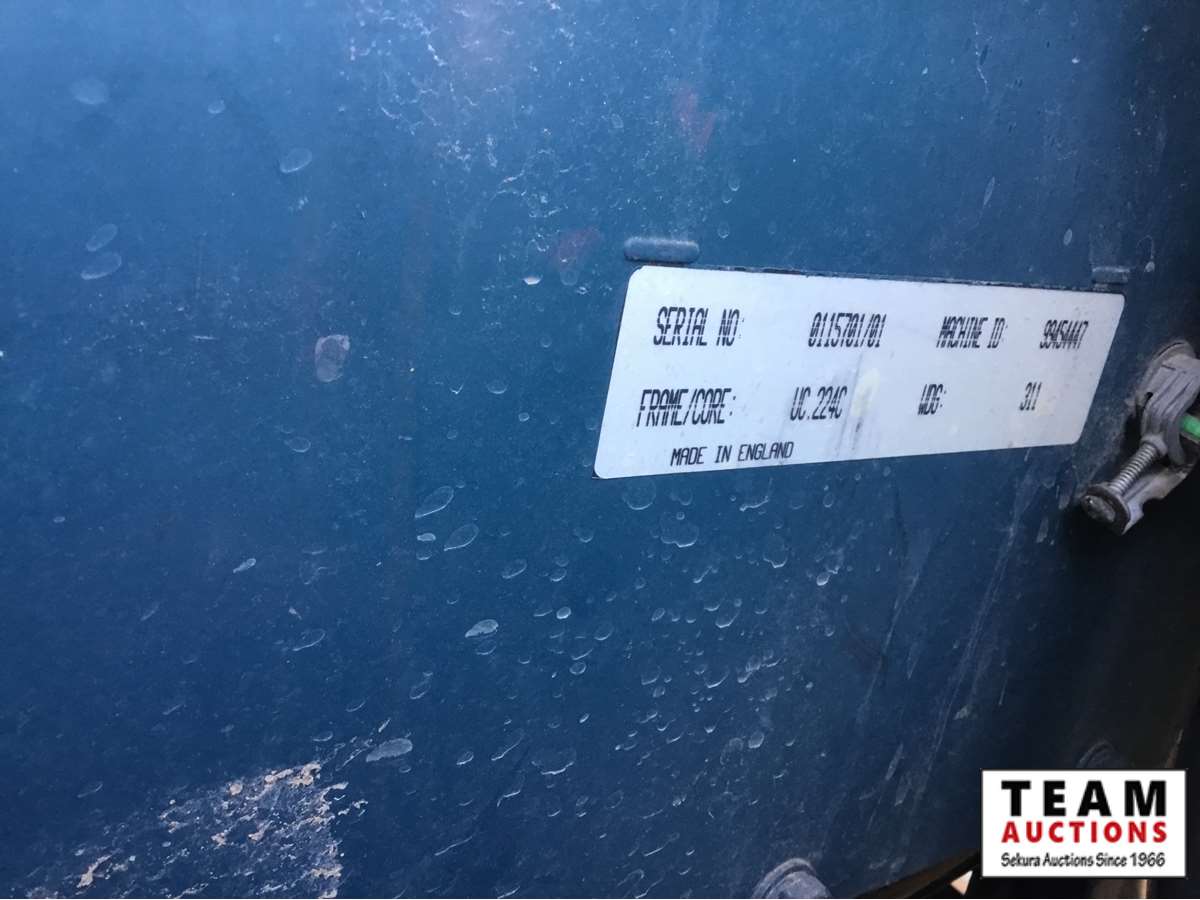 SERIAL NO: 0115701/01 MACHINE ID: 99454447
FRAME/CORE: UC.224C WDG: 311
MADE IN ENGLAND
TEAM
AUCTIONS
Sekura Auctions Since 1966